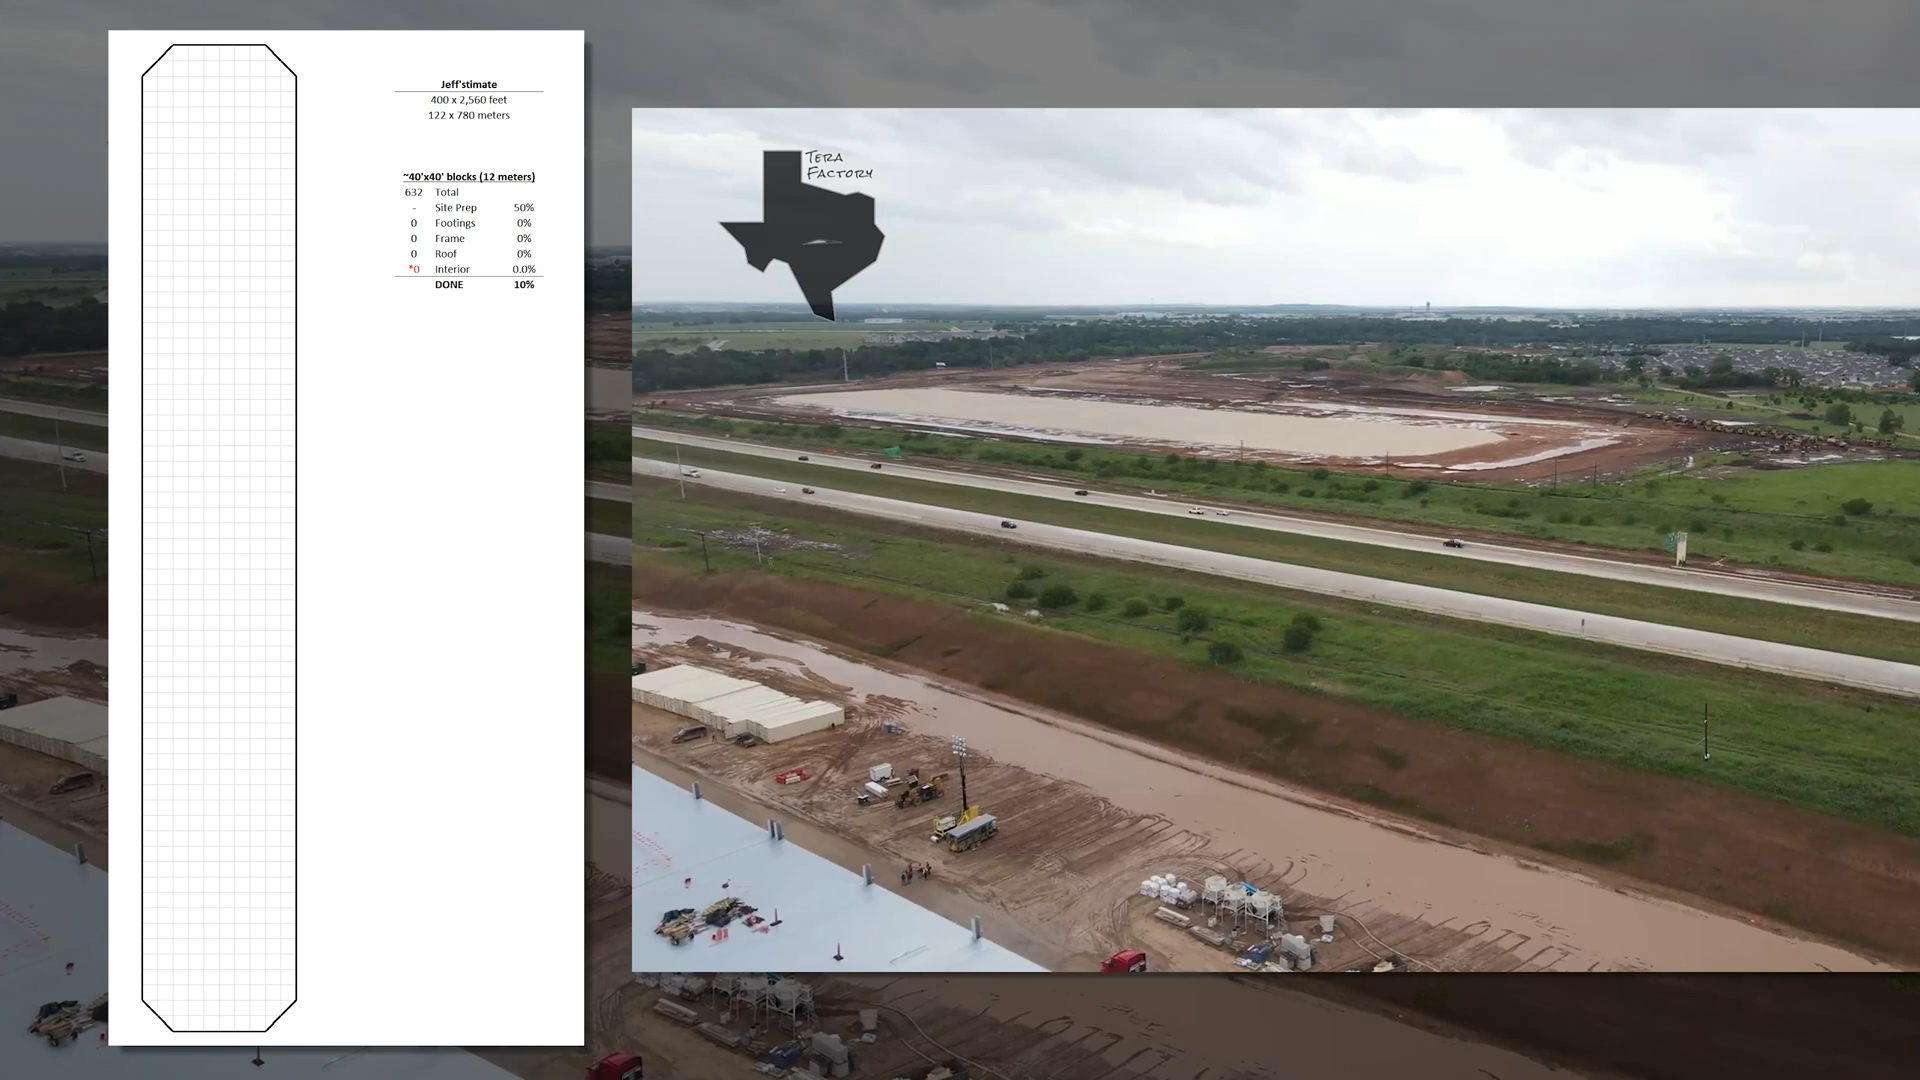 Jeff'stimate
400 x 2,560 feet
122 x 780 meters
~40'x40' blocks (12 meters)
632 Total
- Site Prep 50%
0 Footings 0%
0 Frame 0%
0 Roof 0%
*0 Interior 0.0%
DONE 10%
TERA
FACTORY